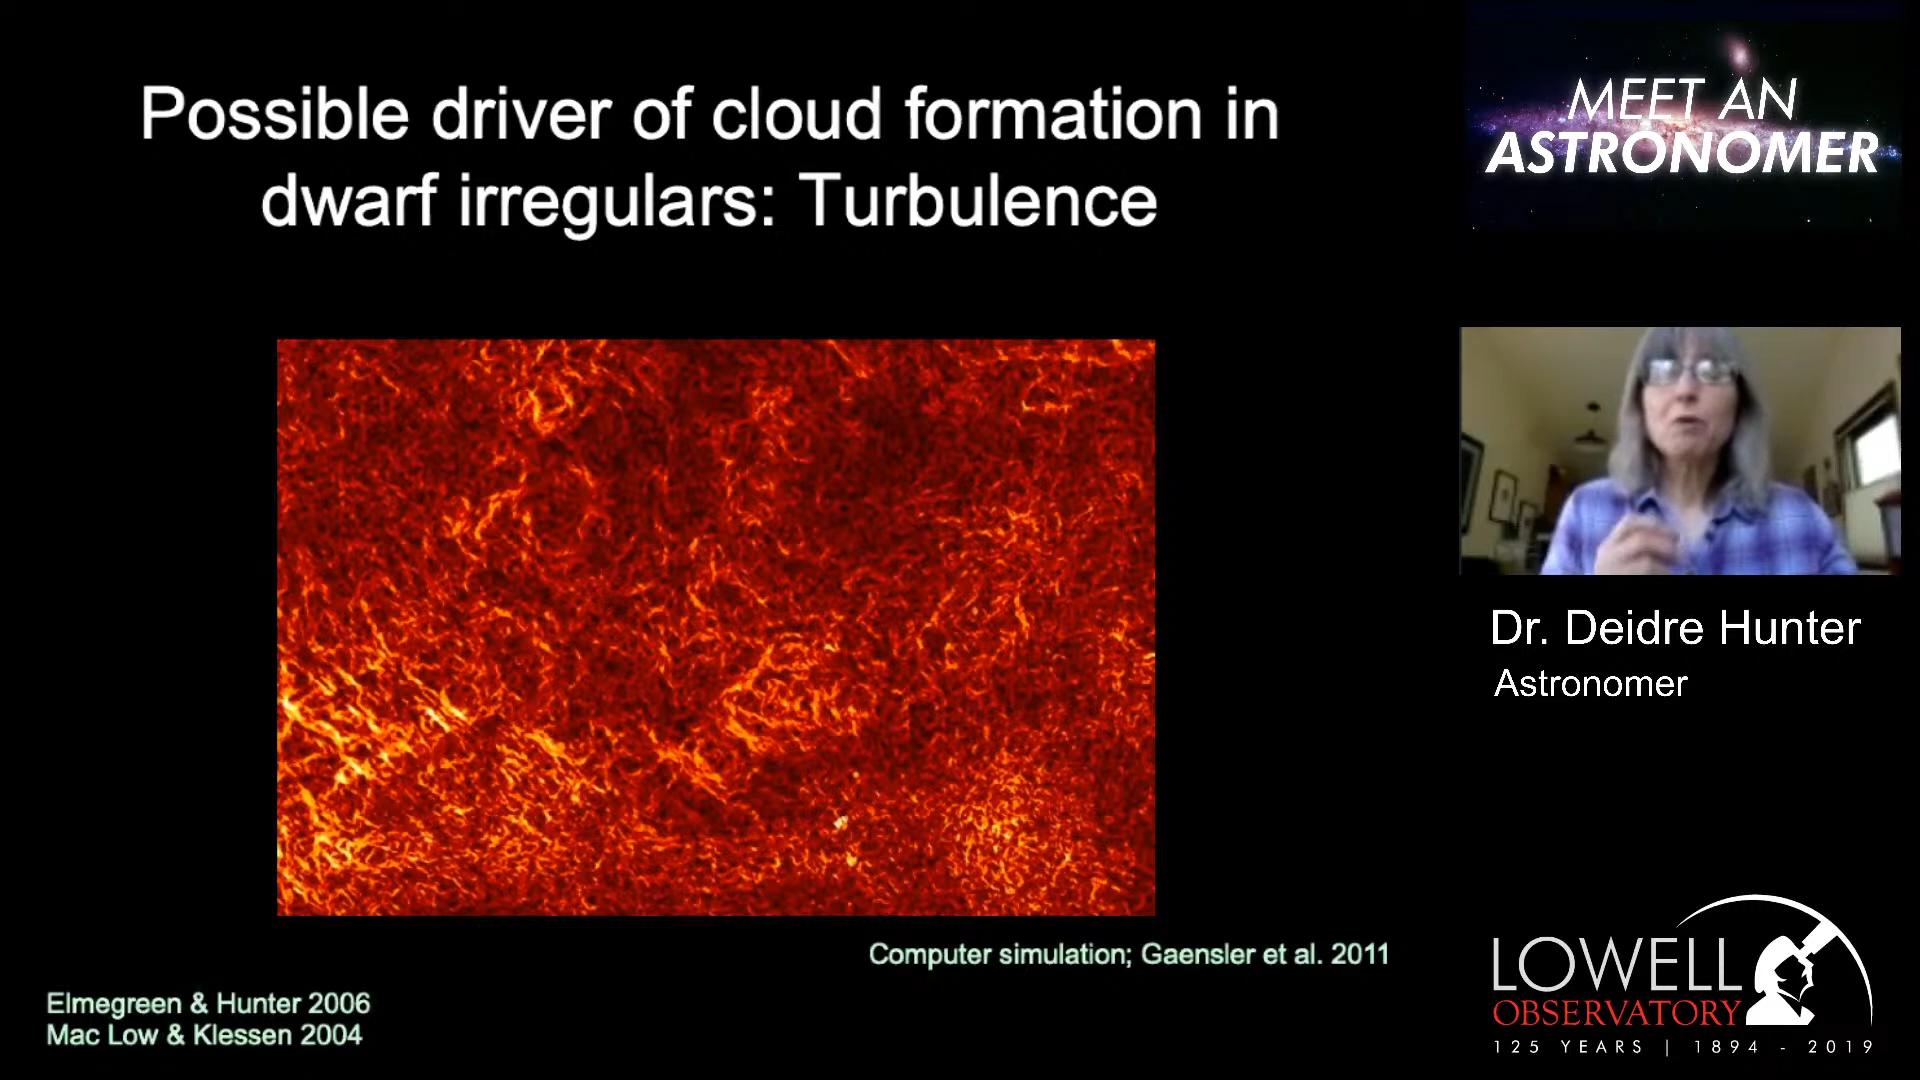 Possible driver of cloud formation in
dwarf irregulars: Turbulence
Computer simulation; Gaensler et al. 2011
Elmegreen & Hunter 2006
Mac Low & Klessen 2004
MEET AN
ASTRONOMER
Dr. Deidre Hunter
Astronomer
LOWELL
OBSERVATORY
125 YEARS | 1894 - 2019